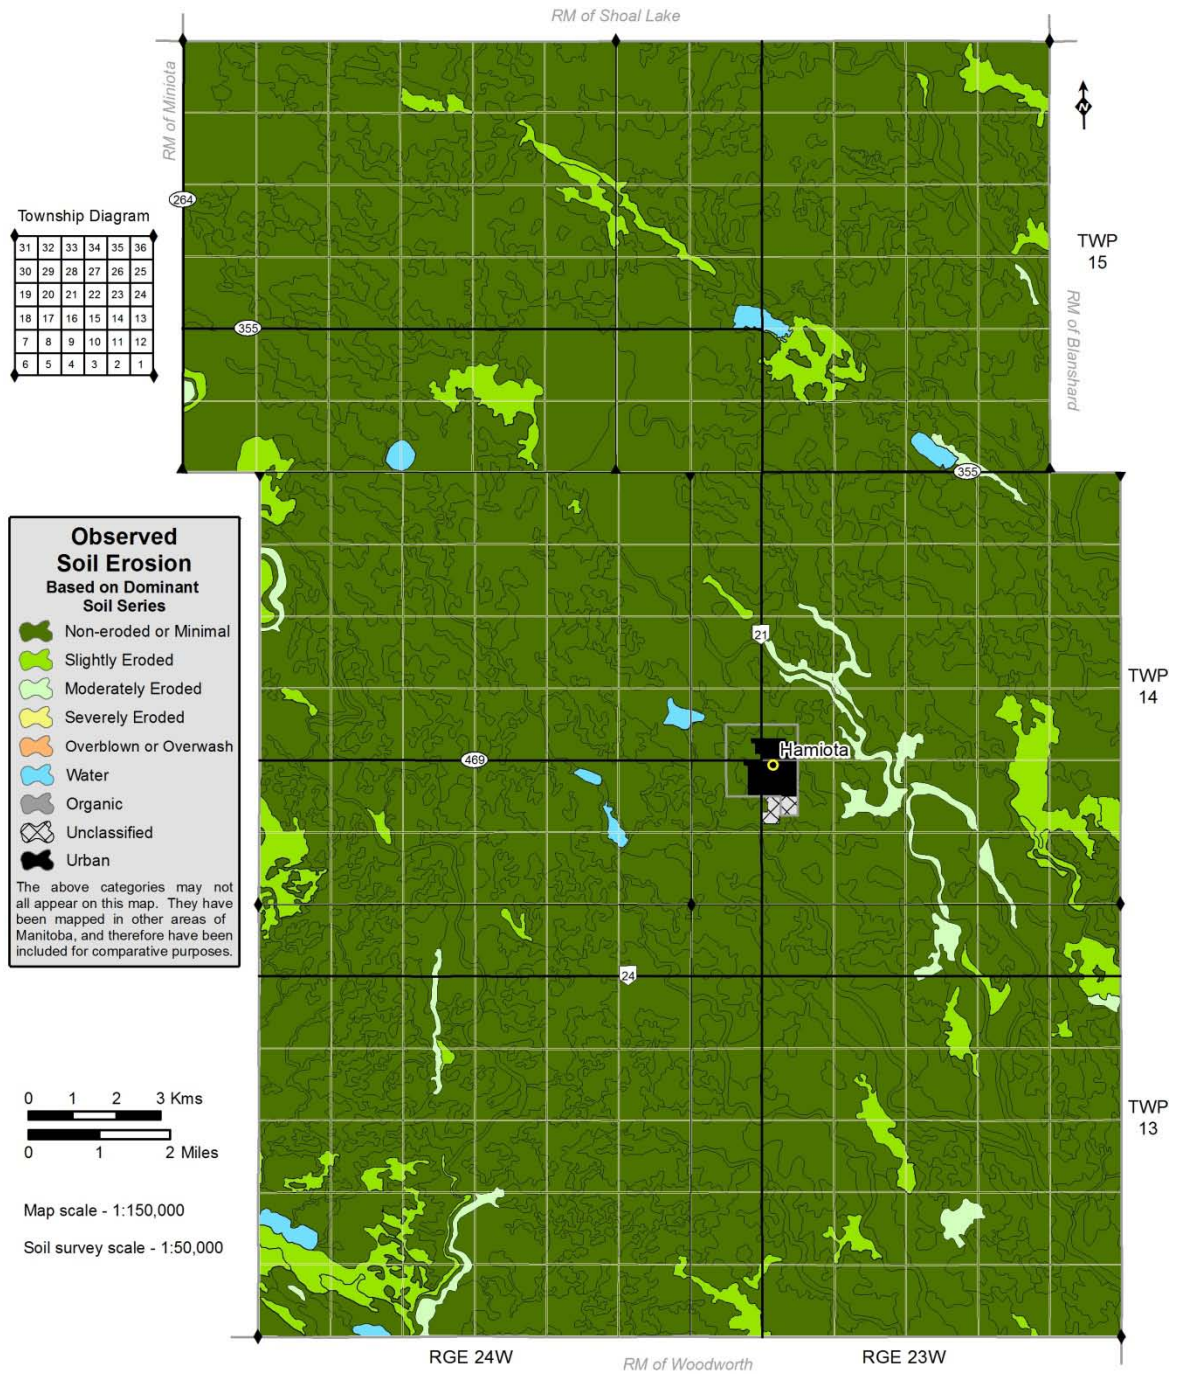 RM of Shoal Lake
RM of Miniota
264
Township Diagram
31 32 33 34 35 36
30 29 28 27 26 25
19 20 21 22 23 24
18 17 16 15 14 13
7 8 9 10 11 12
6 5 4 3 2 1
N
TWP
15
RM of Blanshard
355
355
Observed
Soil Erosion
Based on Dominant
Soil Series
Non-eroded or Minimal
Slightly Eroded
Moderately Eroded
Severely Eroded
Overblown or Overwash
Water
Organic
Unclassified
Urban
The above categories may not
all appear on this map. They have
been mapped in other areas of
Manitoba, and therefore have been
included for comparative purposes.
21
TWP
14
Hamiota
469
24
0 1 2 3 Kms
0 1 2 Miles
TWP
13
Map scale - 1:150,000
Soil survey scale - 1:50,000
RGE 24W
RM of Woodworth
RGE 23W